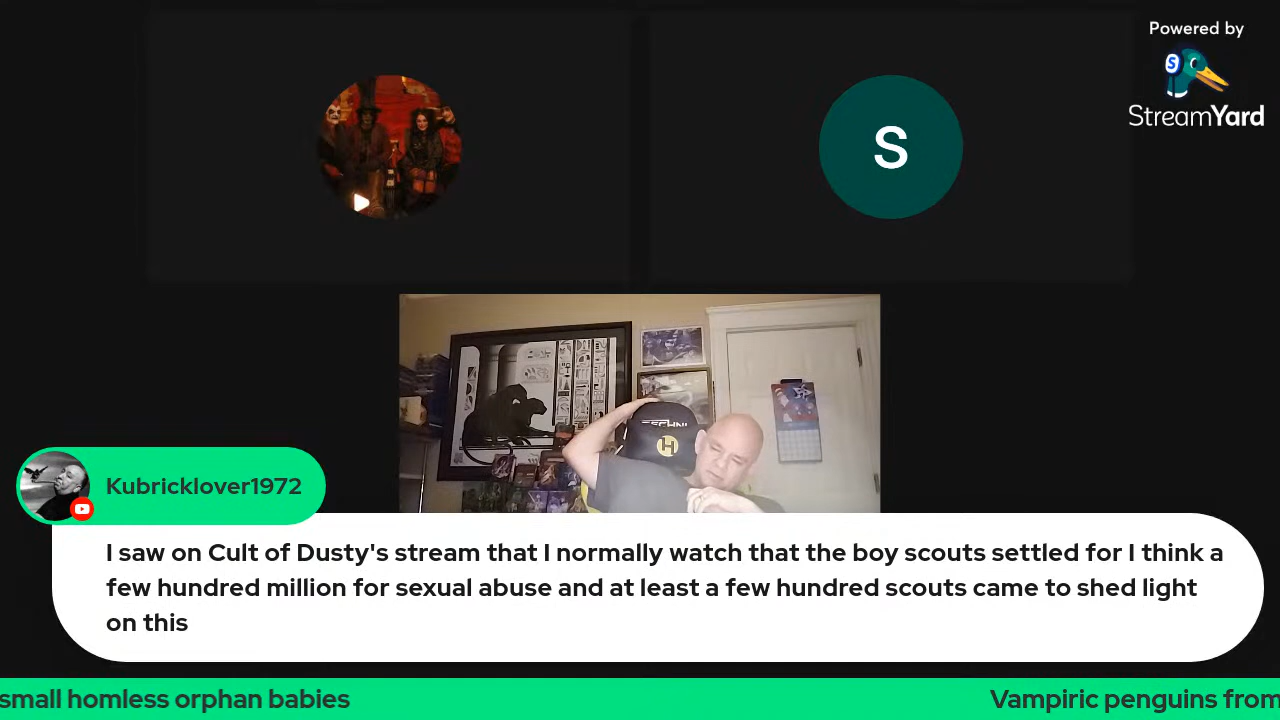 Powered by
StreamYard
S
H
Kubricklover1972
I saw on Cult of Dusty's stream that I normally watch that the boy scouts settled for I think a
few hundred million for sexual abuse and at least a few hundred scouts came to shed light
on this
small homless orphan babies
Vampiric penguins from